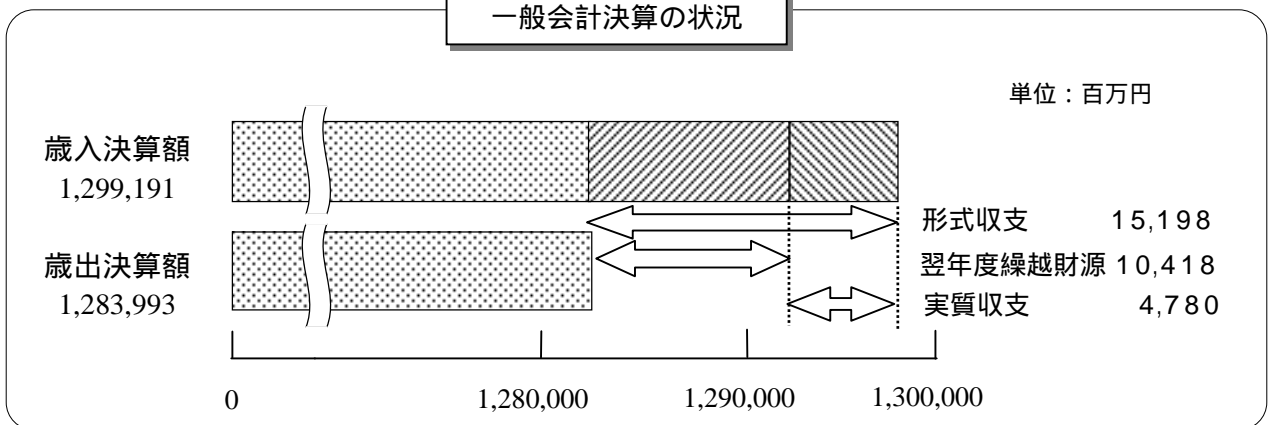 一般会計決算の状況
単位：百万円
歳入決算額
1,299,191
形式収支 15,198
歳出決算額
1,283,993
翌年度繰越財源 10,418
実質収支 4,780
0 1,280,000 1,290,000 1,300,000